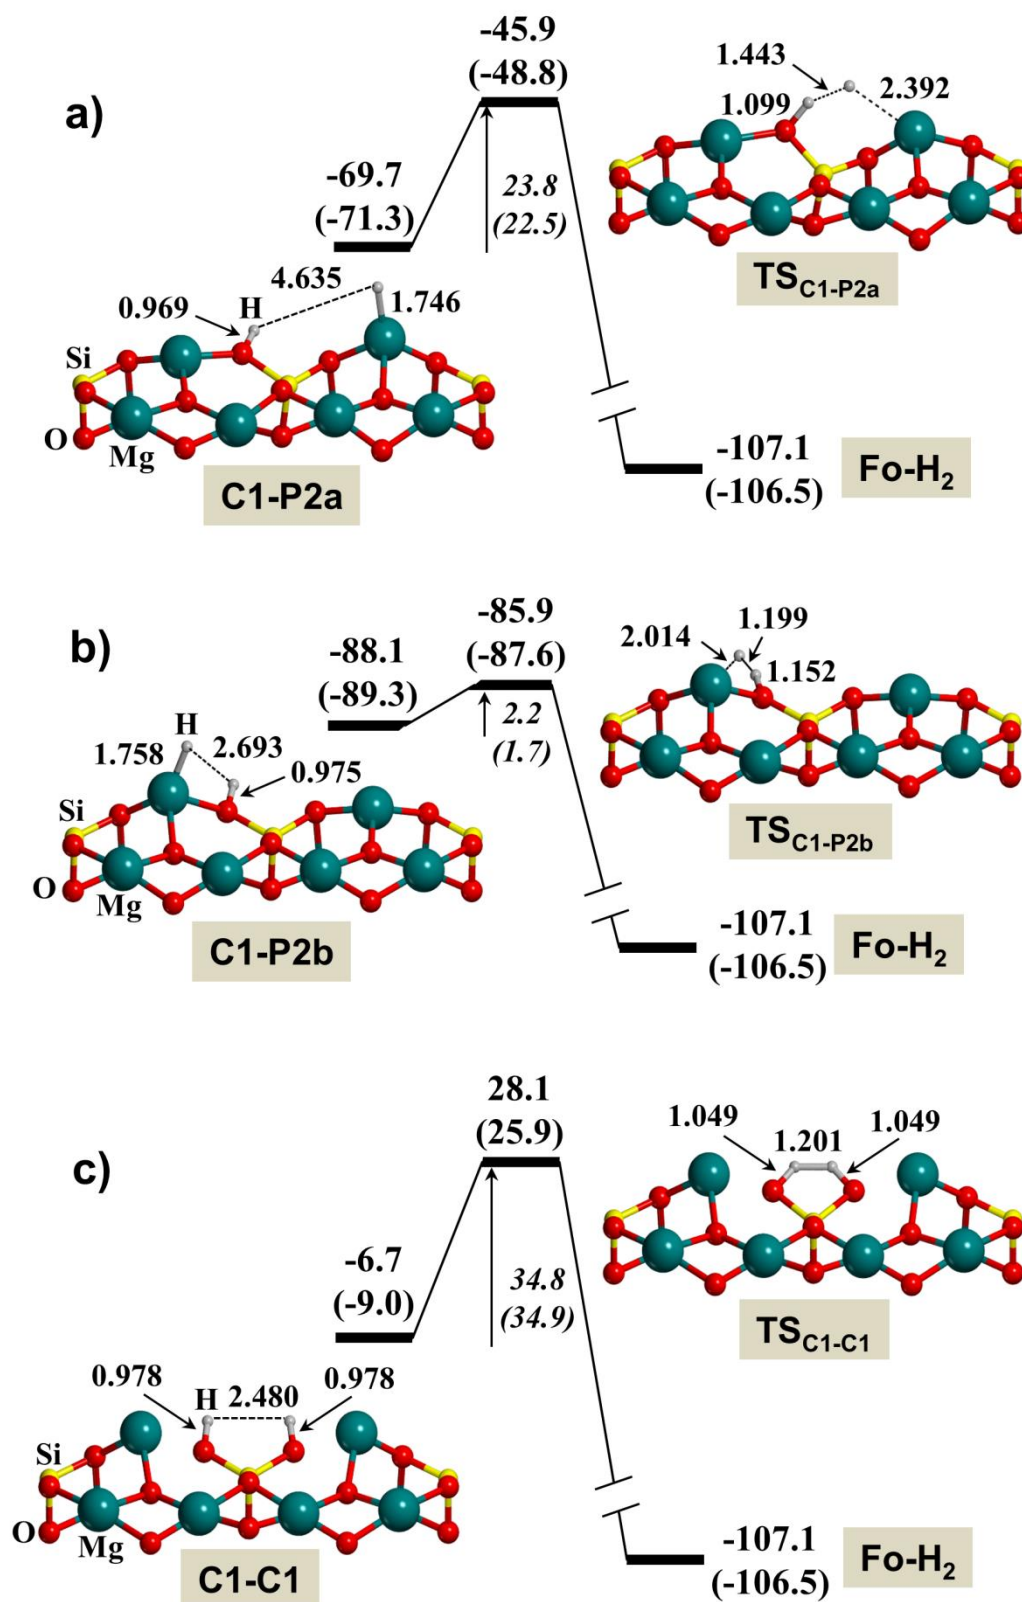 a)
-45.9
(-48.8)
1.443
1.099
2.392
-69.7
(-71.3)
23.8
(22.5)
TSC1-P2a
4.635
0.969
H
1.746
Si
O
Mg
C1-P2a
-107.1
(-106.5)
Fo-H2
b)
-85.9
(-87.6)
2.014
1.199
1.152
-88.1
(-89.3)
2.2
(1.7)
H
1.758
2.693
0.975
Si
O
Mg
TSC1-P2b
C1-P2b
-107.1
(-106.5)
Fo-H2
c)
28.1
(25.9)
1.049
1.201
1.049
-6.7
(-9.0)
34.8
(34.9)
TSC1-C1
0.978
H
2.480
0.978
Si
O
Mg
C1-C1
-107.1
(-106.5)
Fo-H2